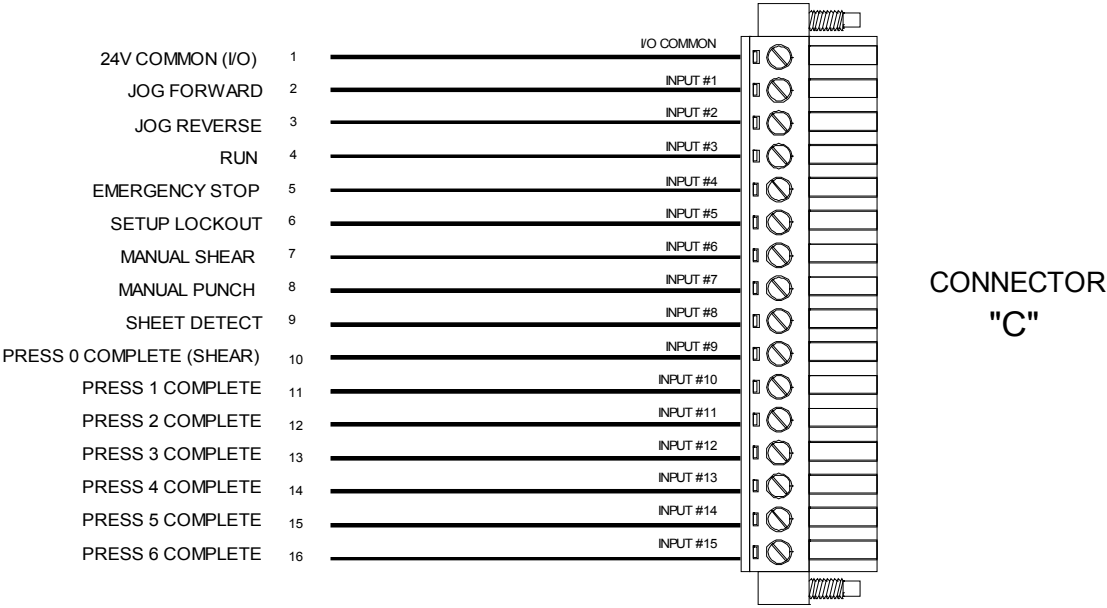 24V COMMON (I/O) 1 I/O COMMON
JOG FORWARD 2 INPUT #1
JOG REVERSE 3 INPUT #2
RUN 4 INPUT #3
EMERGENCY STOP 5 INPUT #4
SETUP LOCKOUT 6 INPUT #5
MANUAL SHEAR 7 INPUT #6
MANUAL PUNCH 8 INPUT #7
SHEET DETECT 9 INPUT #8
PRESS 0 COMPLETE (SHEAR) 10 INPUT #9
PRESS 1 COMPLETE 11 INPUT #10
PRESS 2 COMPLETE 12 INPUT #11
PRESS 3 COMPLETE 13 INPUT #12
PRESS 4 COMPLETE 14 INPUT #13
PRESS 5 COMPLETE 15 INPUT #14
PRESS 6 COMPLETE 16 INPUT #15
CONNECTOR
"C"